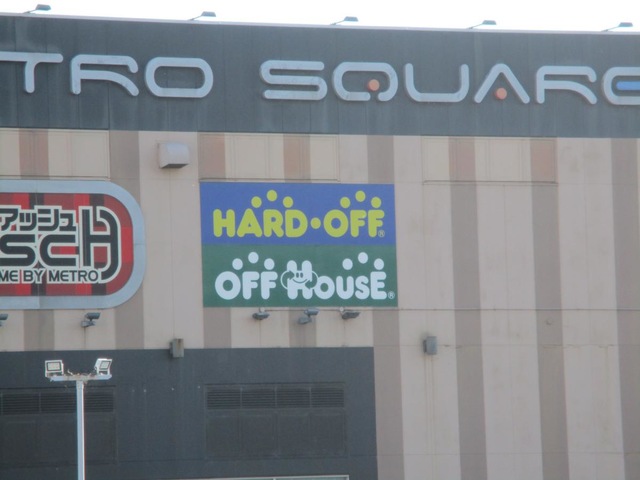 TRO SQUARE
アッシュ
sch
ME BY METRO
HARD・OFF®
OFF HOUSE®